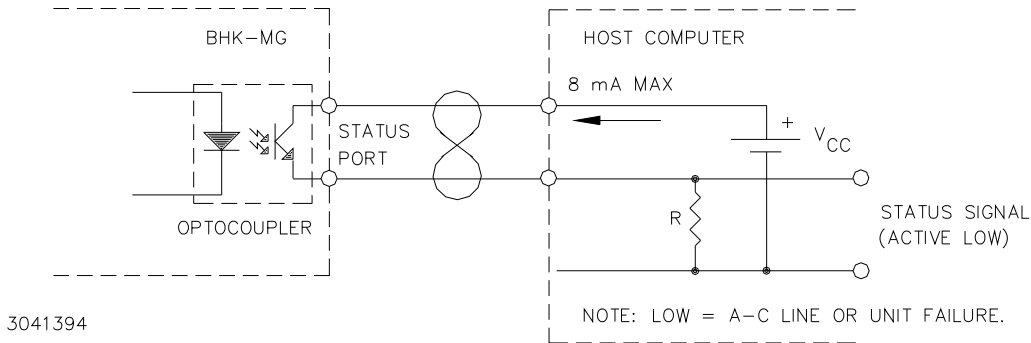 BHK-MG
HOST COMPUTER
8 mA MAX
STATUS
PORT
+
VCC
OPTOCOUPLER
R
STATUS SIGNAL
(ACTIVE LOW)
3041394
NOTE: LOW = A-C LINE OR UNIT FAILURE.